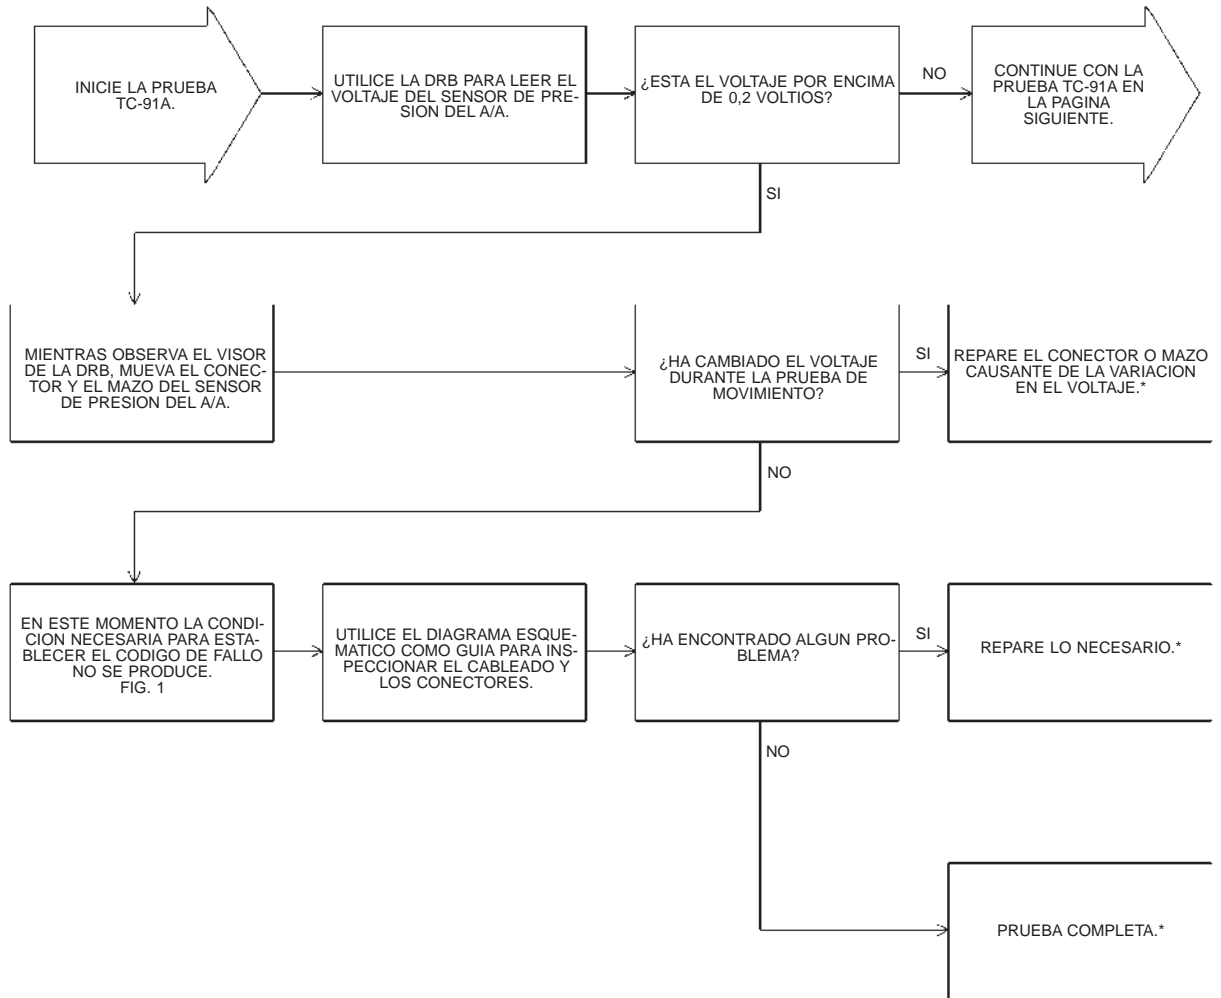 INICIE LA PRUEBA
TC-91A.
UTILICE LA DRB PARA LEER EL
VOLTAJE DEL SENSOR DE PRE-
SION DEL A/A.
¿ESTA EL VOLTAJE POR ENCIMA
DE 0,2 VOLTIOS?
NO
CONTINUE CON LA
PRUEBA TC-91A EN
LA PAGINA
SIGUIENTE.
SI
MIENTRAS OBSERVA EL VISOR
DE LA DRB, MUEVA EL CONEC-
TOR Y EL MAZO DEL SENSOR
DE PRESION DEL A/A.
¿HA CAMBIADO EL VOLTAJE
DURANTE LA PRUEBA DE
MOVIMIENTO?
SI
REPARE EL CONECTOR O MAZO
CAUSANTE DE LA VARIACION
EN EL VOLTAJE.*
NO
EN ESTE MOMENTO LA CONDI-
CION NECESARIA PARA ESTA-
BLECER EL CODIGO DE FALLO
NO SE PRODUCE.
FIG. 1
UTILICE EL DIAGRAMA ESQUE-
MATICO COMO GUIA PARA INS-
PECCIONAR EL CABLEADO Y
LOS CONECTORES.
¿HA ENCONTRADO ALGUN PRO-
BLEMA?
SI
REPARE LO NECESARIO.*
NO
PRUEBA COMPLETA.*